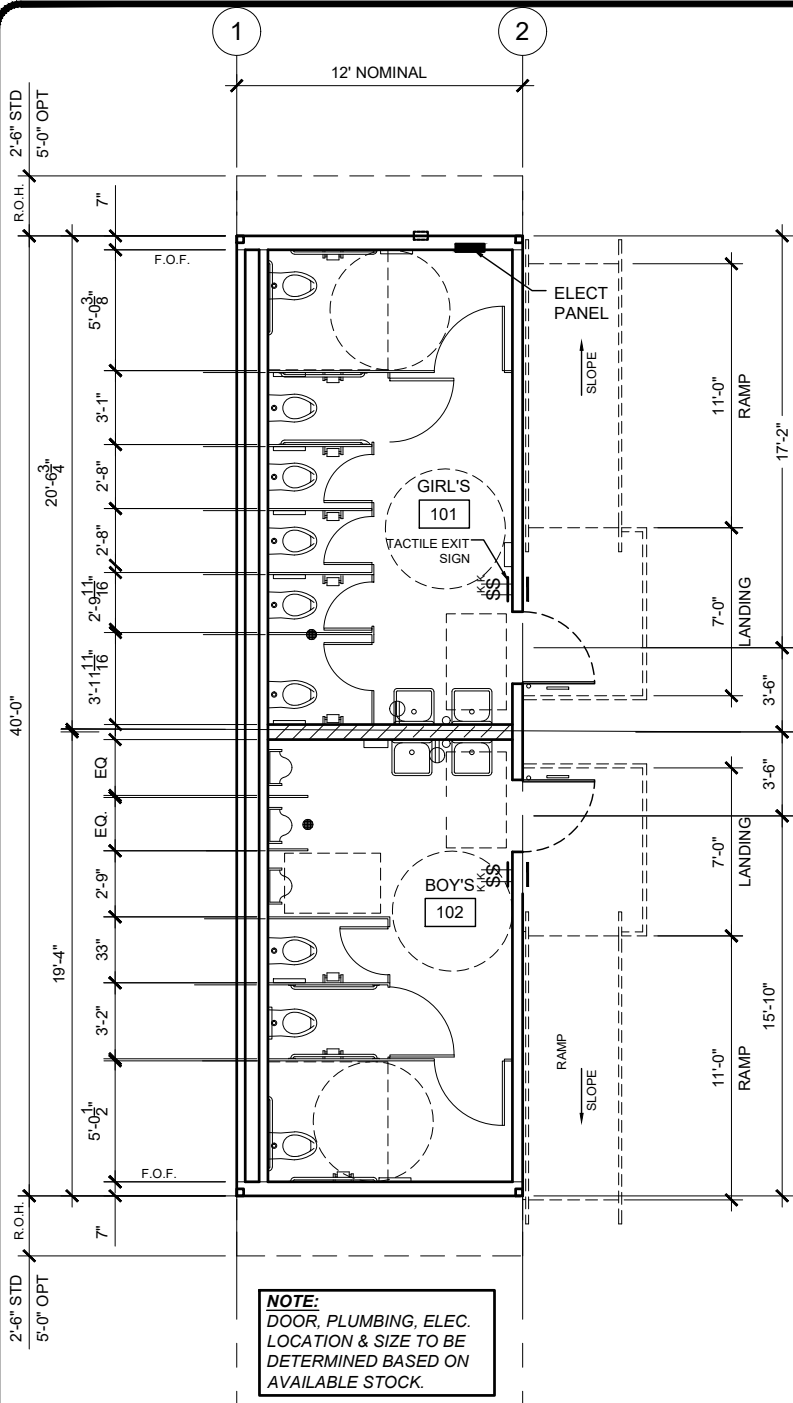 1
2
12' NOMINAL
2'-6" STD
5'-0" OPT
R.O.H.
7"
F.O.F.
5'-0 3/8"
3'-1"
2'-8"
2'-8"
2'-9 11/16"
3'-11 11/16"
20'-6 3/4"
40'-0"
ELECT
PANEL
SLOPE
11'-0"
RAMP
17'-2"
GIRL'S
101
TACTILE EXIT
SIGN
K K
$$
7'-0"
LANDING
3'-6"
EQ
EQ.
2'-9"
33"
3'-2"
5'-0 1/2"
19'-4"
3'-6"
7'-0"
LANDING
K K
$$
BOY'S
102
15'-10"
RAMP
SLOPE
11'-0"
RAMP
F.O.F.
R.O.H.
7"
2'-6" STD
5'-0" OPT
NOTE:
DOOR, PLUMBING, ELEC.
LOCATION & SIZE TO BE
DETERMINED BASED ON
AVAILABLE STOCK.